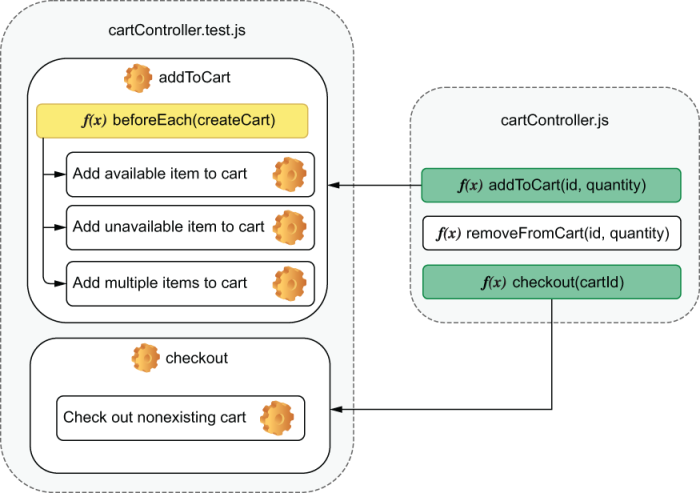 cartController.test.js
addToCart
f(x) beforeEach(createCart)
Add available item to cart
Add unavailable item to cart
Add multiple items to cart
checkout
Check out nonexisting cart
cartController.js
f(x) addToCart(id, quantity)
f(x) removeFromCart(id, quantity)
f(x) checkout(cartId)